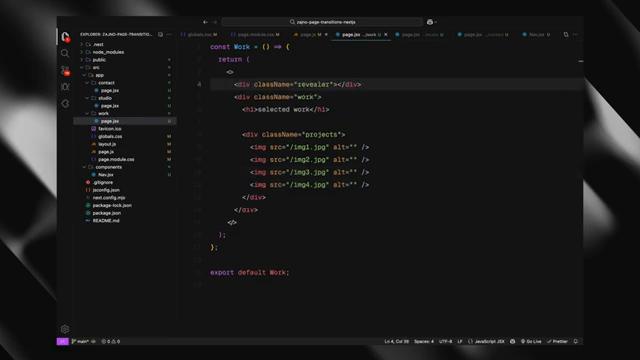 zajno-page-transitions-nextjs
EXPLORER: ZAJNO-PAGE-TRANSITION...
globals.css M
page.module.css M
page.js M
page.jsx .../work U
page.jsx
page.jsx
Nav.jsx U
.next
node_modules
public
src
app
contact
page.jsx U
studio
page.jsx U
work
page.jsx U
favicon.ico
globals.css M
layout.js M
page.js M
page.module.css M
components
Nav.jsx U
.gitignore
jsconfig.json
next.config.mjs
package-lock.json
package.json
README.md
const Work = () => {
return (
<>
4 <div className="revealer"></div>
<div className="work">
<h1>selected work</h1>
<div className="projects">
<img src="/img1.jpg" alt="" />
<img src="/img2.jpg" alt="" />
<img src="/img3.jpg" alt="" />
<img src="/img4.jpg" alt="" />
</div>
</div>
</>
);
};
export default Work;
main* 0 0 Ln 4, Col 39 Spaces: 4 UTF-8 LF {} JavaScript JSX Go Live Prettier